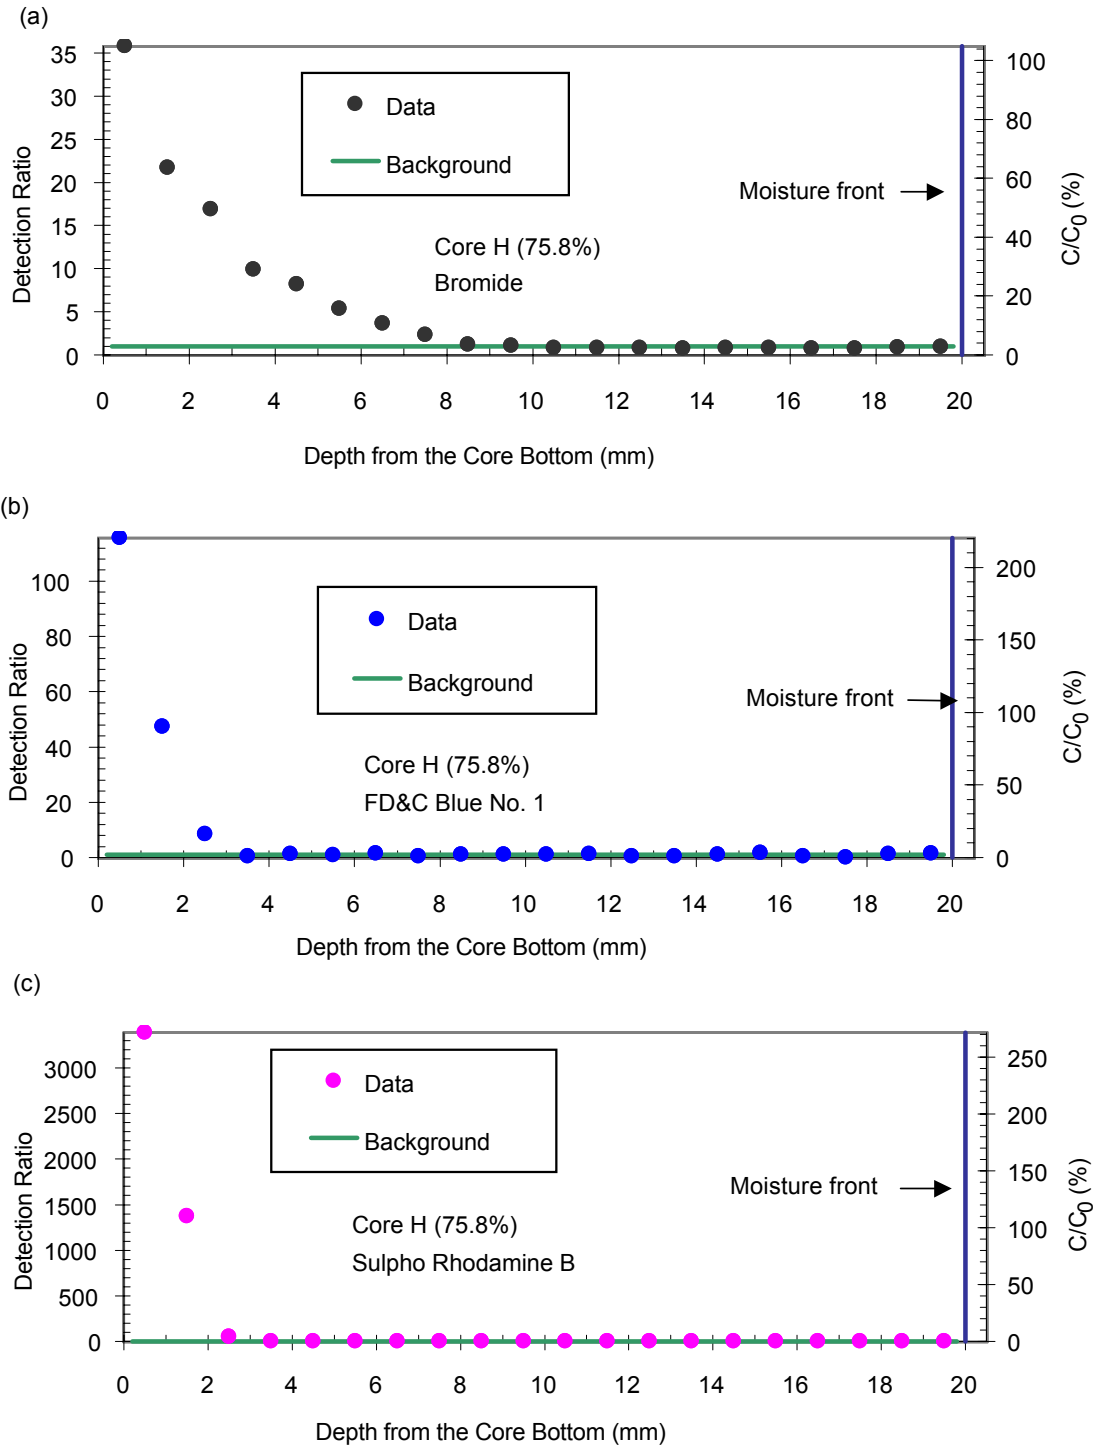 (a)
35
30
25
20
15
10
5
0
Detection Ratio
Data
Background
Moisture front
Core H (75.8%)
Bromide
100
80
60
40
20
0
C/C0 (%)
0 2 4 6 8 10 12 14 16 18 20
Depth from the Core Bottom (mm)
(b)
100
80
60
40
20
0
Detection Ratio
Data
Background
Moisture front
Core H (75.8%)
FD&C Blue No. 1
200
150
100
50
0
C/C0 (%)
0 2 4 6 8 10 12 14 16 18 20
Depth from the Core Bottom (mm)
(c)
3000
2500
2000
1500
1000
500
0
Detection Ratio
Data
Background
Moisture front
Core H (75.8%)
Sulpho Rhodamine B
250
200
150
100
50
0
C/C0 (%)
0 2 4 6 8 10 12 14 16 18 20
Depth from the Core Bottom (mm)